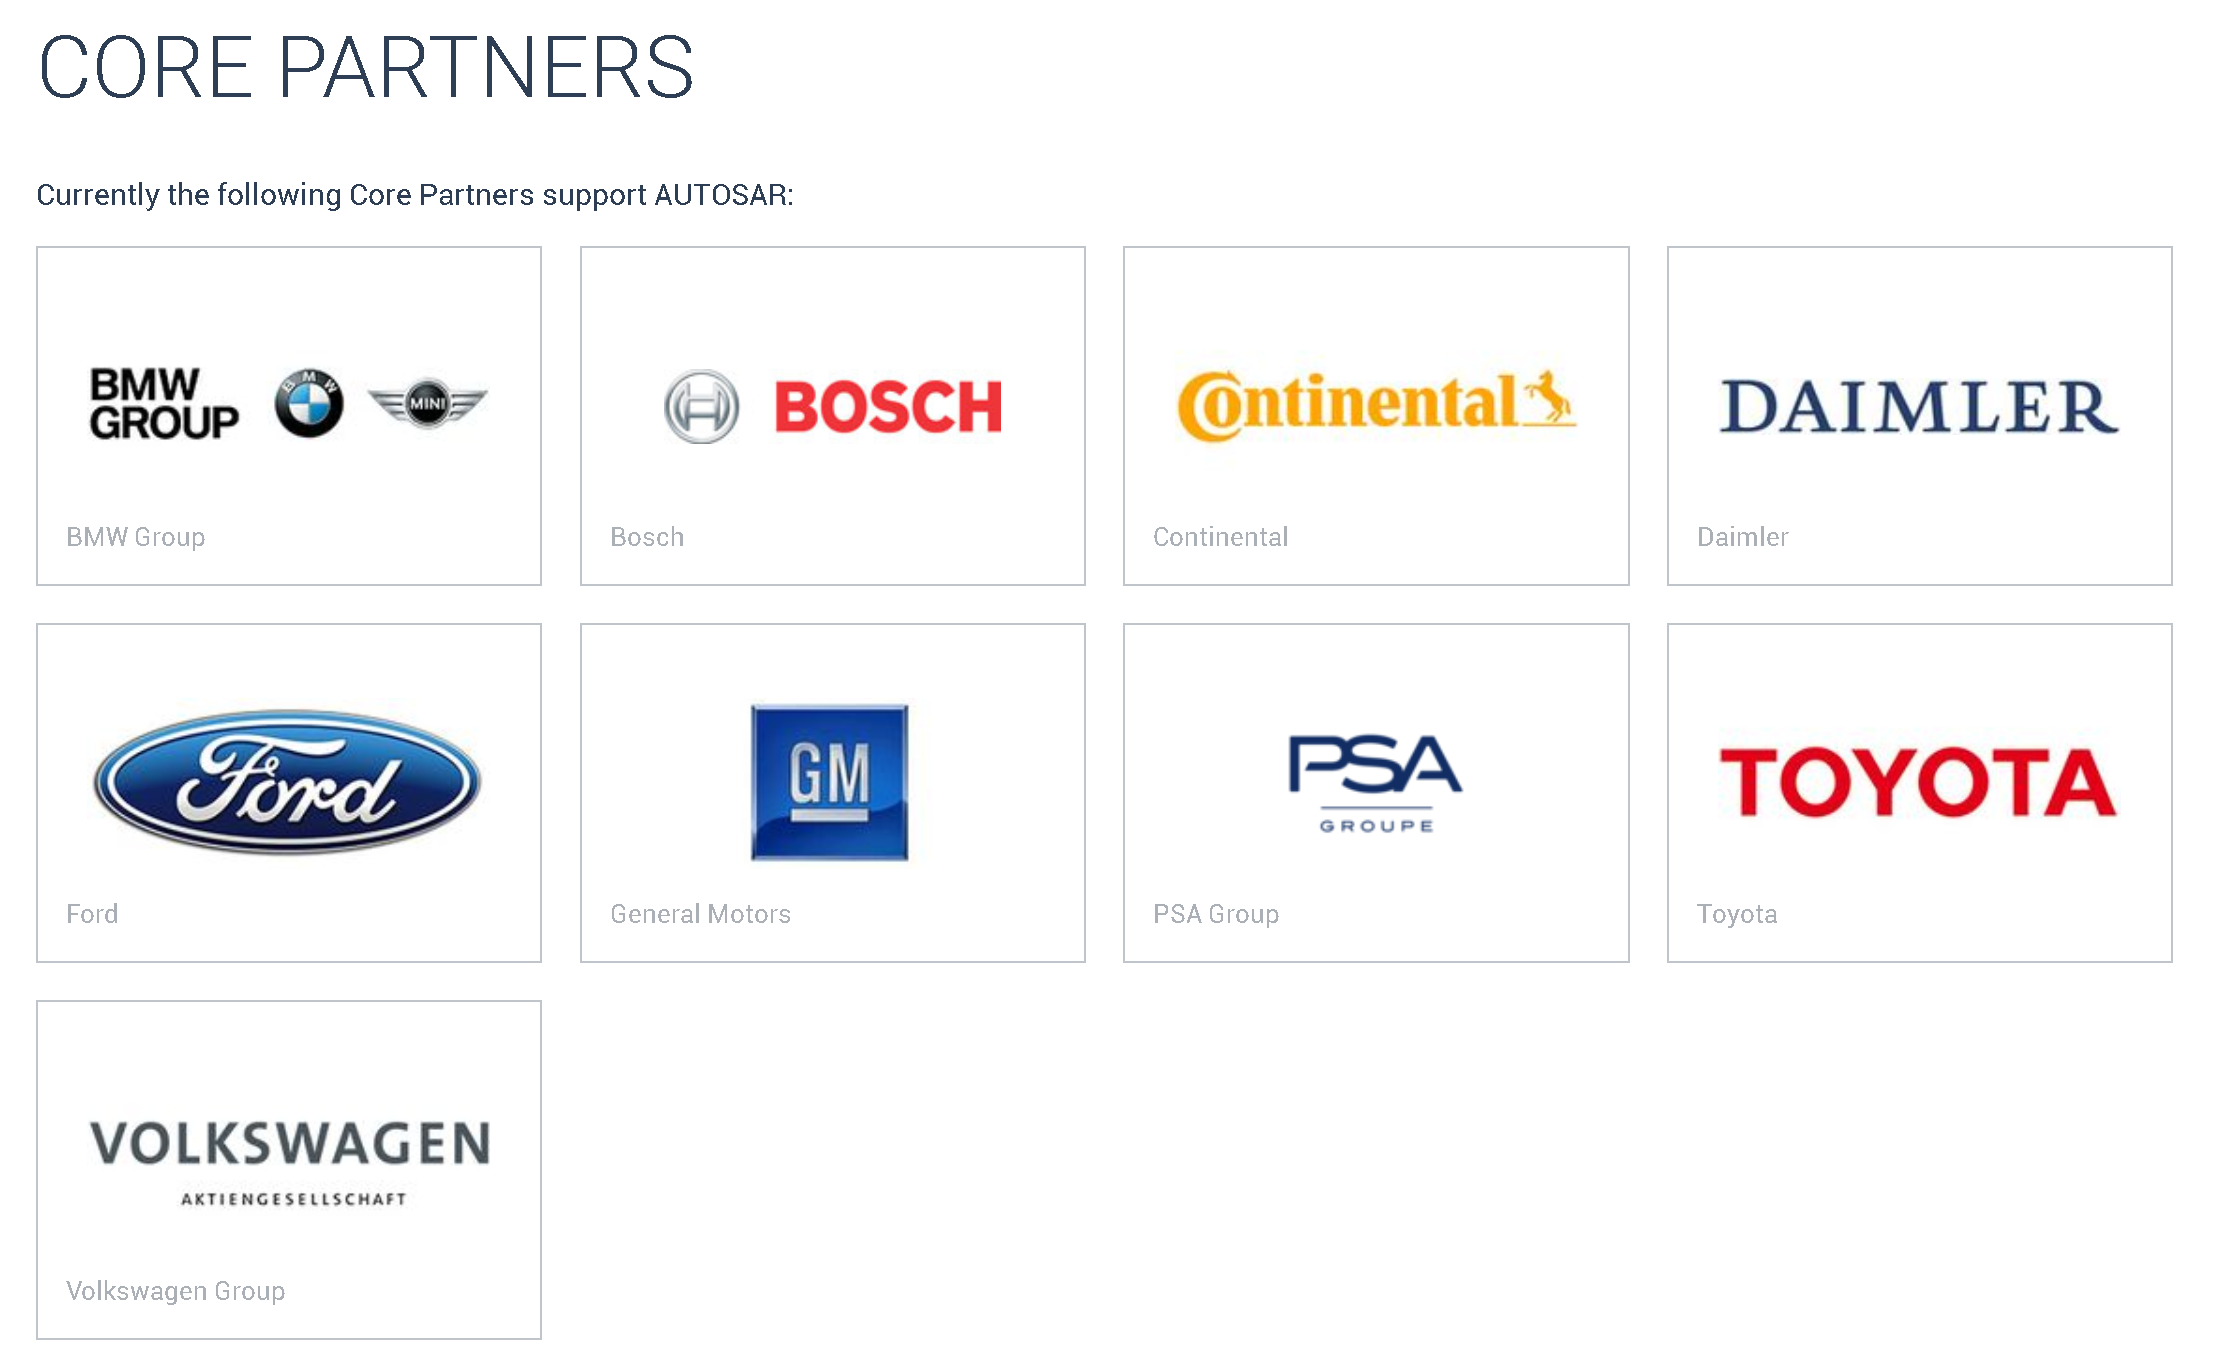 CORE PARTNERS
Currently the following Core Partners support AUTOSAR:
BMW
GROUP
BMW
MINI
BMW Group
BOSCH
Bosch
Continental
Continental
DAIMLER
Daimler
Ford
Ford
GM
General Motors
PSA
GROUPE
PSA Group
TOYOTA
Toyota
VOLKSWAGEN
AKTIENGESELLSCHAFT
Volkswagen Group